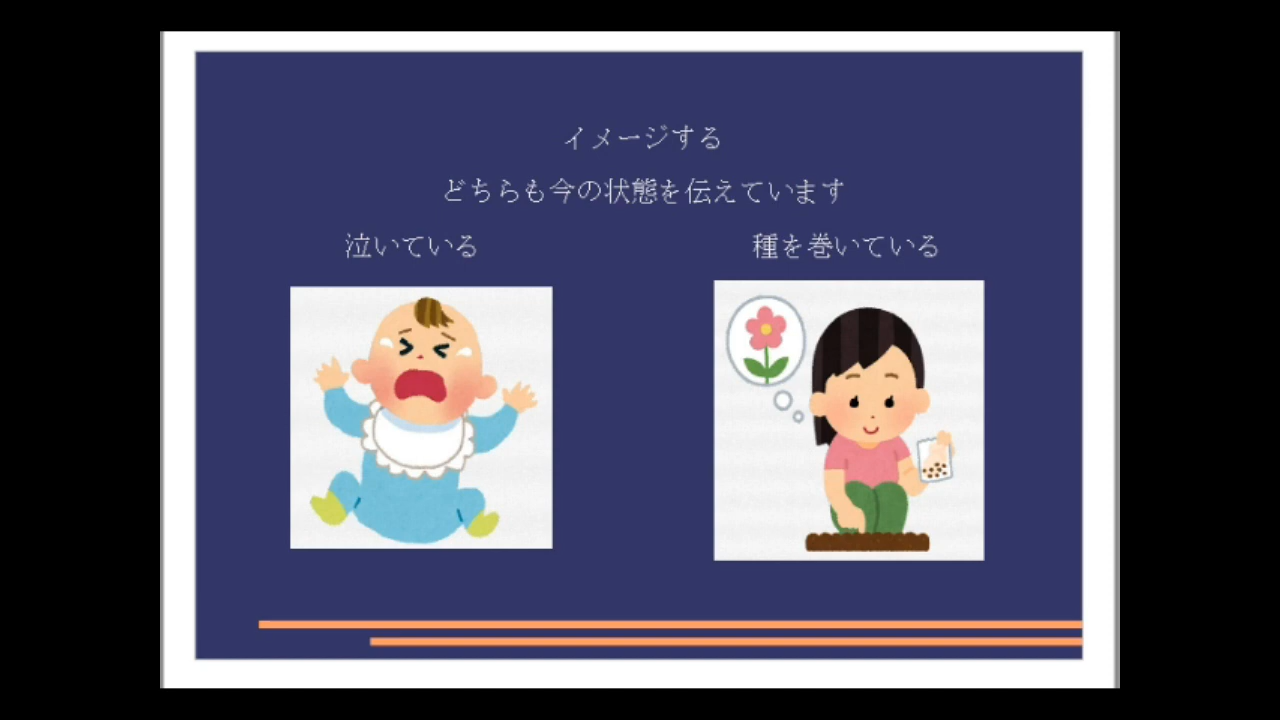 イメージする
どちらも今の状態を伝えています
泣いている
種を巻いている